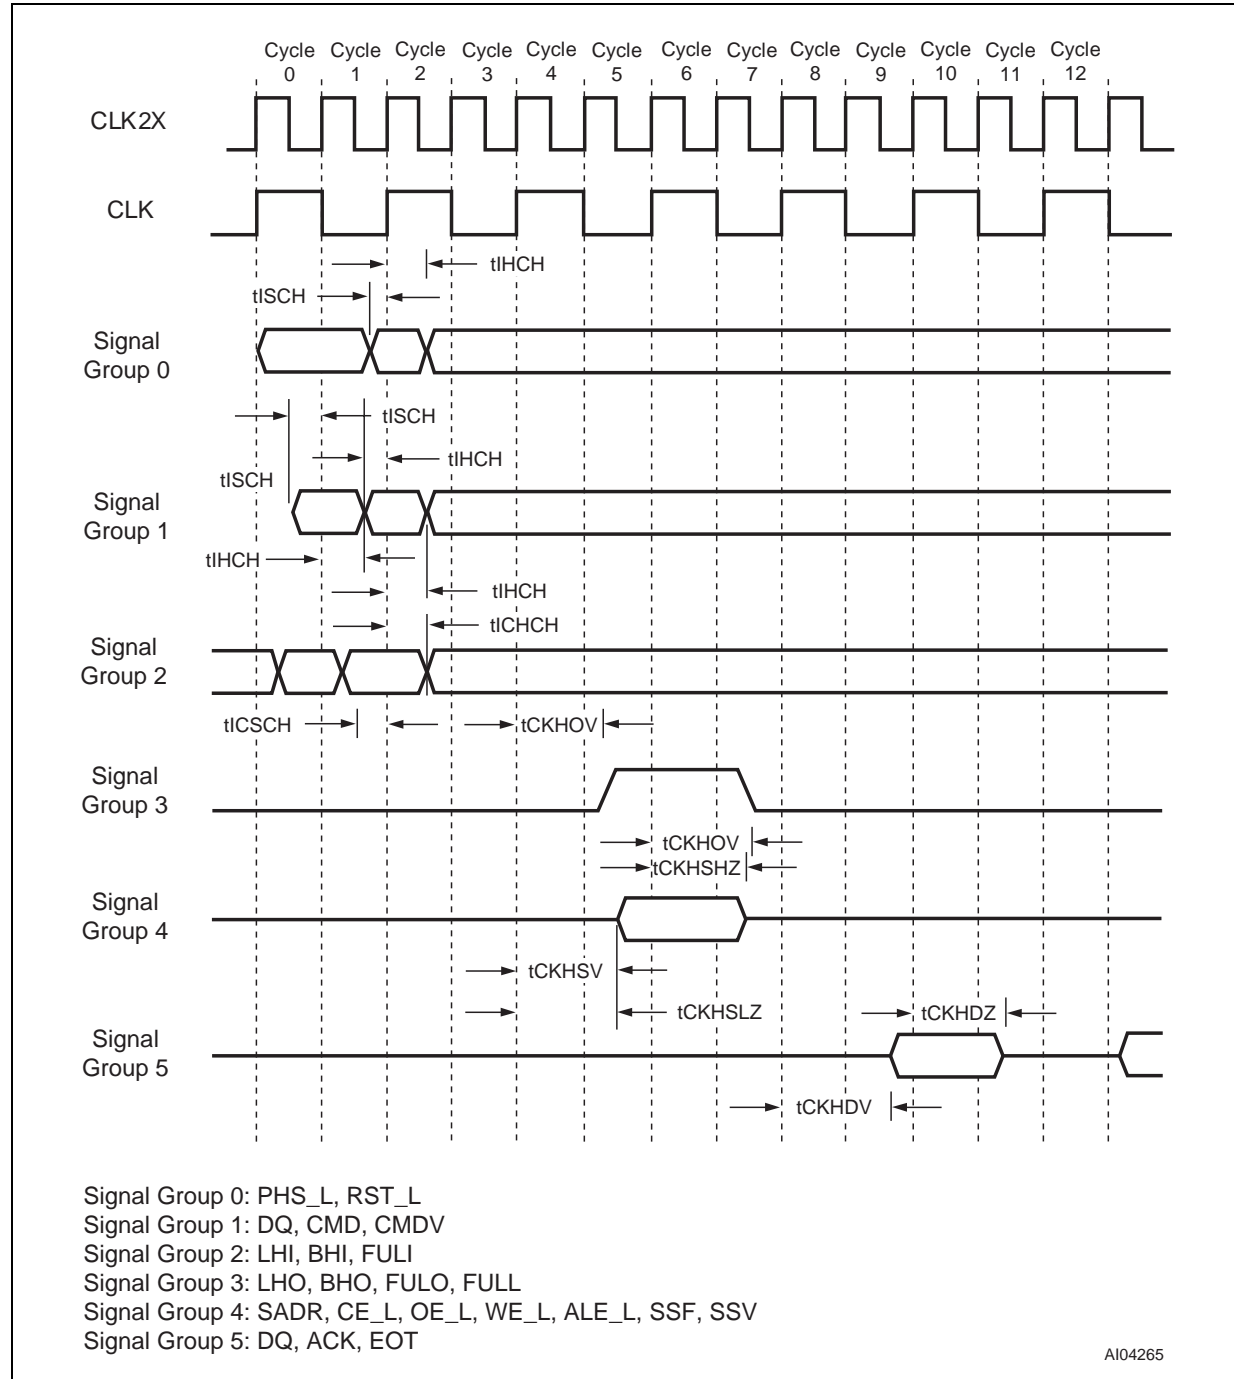 Cycle Cycle Cycle Cycle Cycle Cycle Cycle Cycle Cycle Cycle Cycle Cycle Cycle
0 1 2 3 4 5 6 7 8 9 10 11 12
CLK2X
CLK
tIHCH
tISCH
Signal
Group 0
tISCH
tIHCH
tISCH
Signal
Group 1
tIHCH
tIHCH
tICHCH
Signal
Group 2
tICSCH
tCKHOV
Signal
Group 3
tCKHOV
tCKHSHZ
Signal
Group 4
tCKHSV
tCKHSLZ
tCKHDZ
Signal
Group 5
tCKHDV
Signal Group 0: PHS_L, RST_L
Signal Group 1: DQ, CMD, CMDV
Signal Group 2: LHI, BHI, FULI
Signal Group 3: LHO, BHO, FULO, FULL
Signal Group 4: SADR, CE_L, OE_L, WE_L, ALE_L, SSF, SSV
Signal Group 5: DQ, ACK, EOT
AI04265